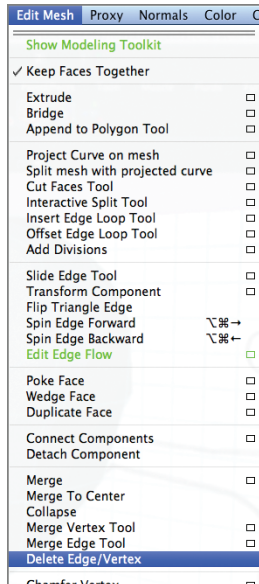 Edit Mesh Proxy Normals Color
Show Modeling Toolkit
✓ Keep Faces Together
Extrude
Bridge
Append to Polygon Tool
Project Curve on mesh
Split mesh with projected curve
Cut Faces Tool
Interactive Split Tool
Insert Edge Loop Tool
Offset Edge Loop Tool
Add Divisions
Slide Edge Tool
Transform Component
Flip Triangle Edge
Spin Edge Forward ⌥⌘→
Spin Edge Backward ⌥⌘←
Edit Edge Flow
Poke Face
Wedge Face
Duplicate Face
Connect Components
Detach Component
Merge
Merge To Center
Collapse
Merge Vertex Tool
Merge Edge Tool
Delete Edge/Vertex
Chamfer Vertex